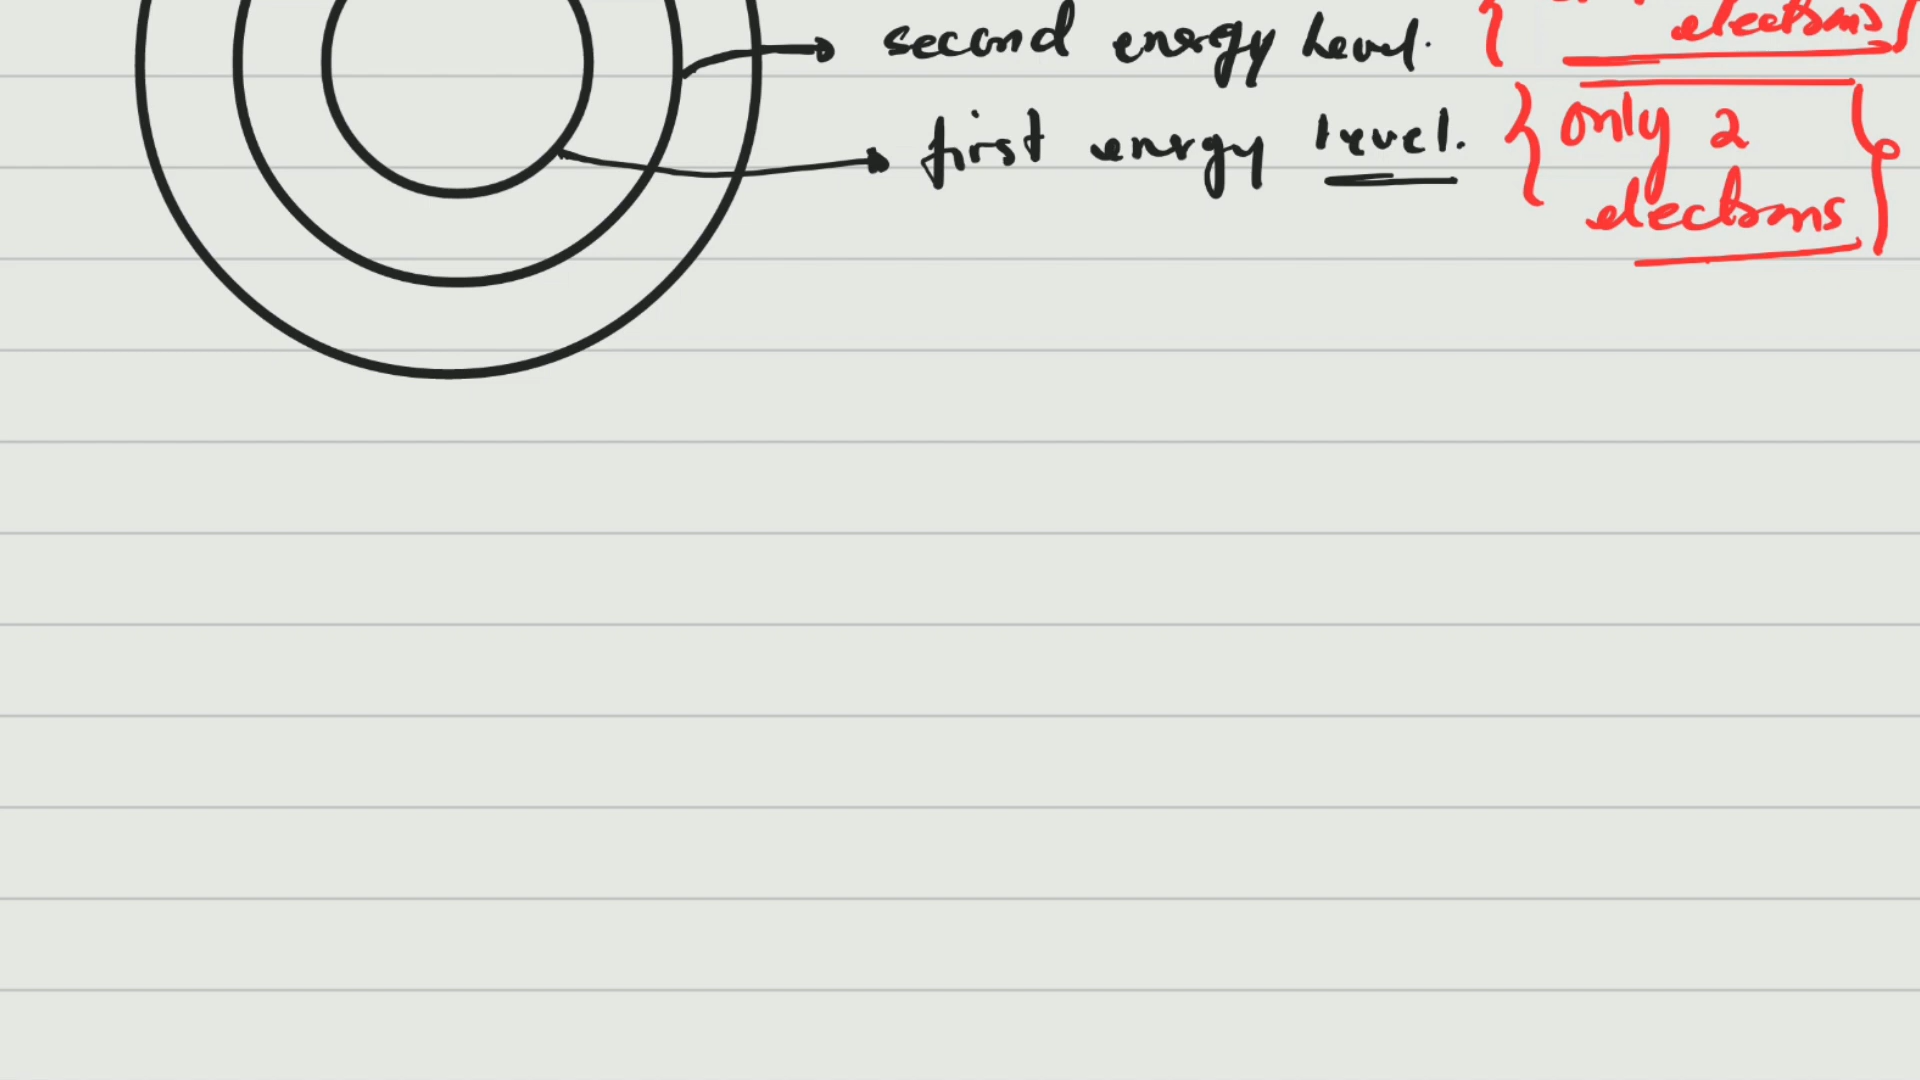 electrons
second energy level.
first energy level. only 2
electrons